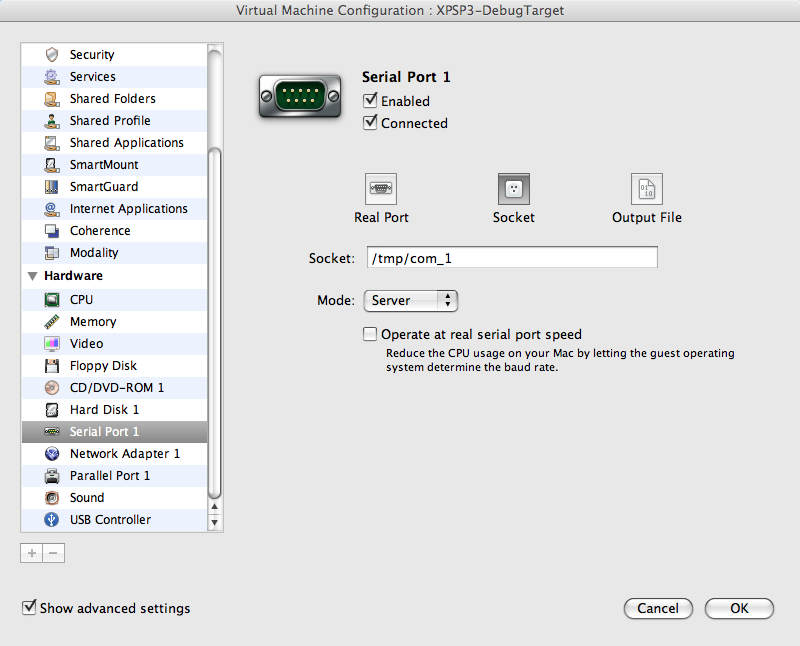 Virtual Machine Configuration : XPSP3-DebugTarget
Security
Services
Shared Folders
Shared Profile
Shared Applications
SmartMount
SmartGuard
Internet Applications
Coherence
Modality
Hardware
CPU
Memory
Video
Floppy Disk
CD/DVD-ROM 1
Hard Disk 1
Serial Port 1
Network Adapter 1
Parallel Port 1
Sound
USB Controller
Show advanced settings
Serial Port 1
Enabled
Connected
Real Port
Socket
Output File
Socket: /tmp/com_1
Mode: Server
Operate at real serial port speed
Reduce the CPU usage on your Mac by letting the guest operating
system determine the baud rate.
Cancel
OK